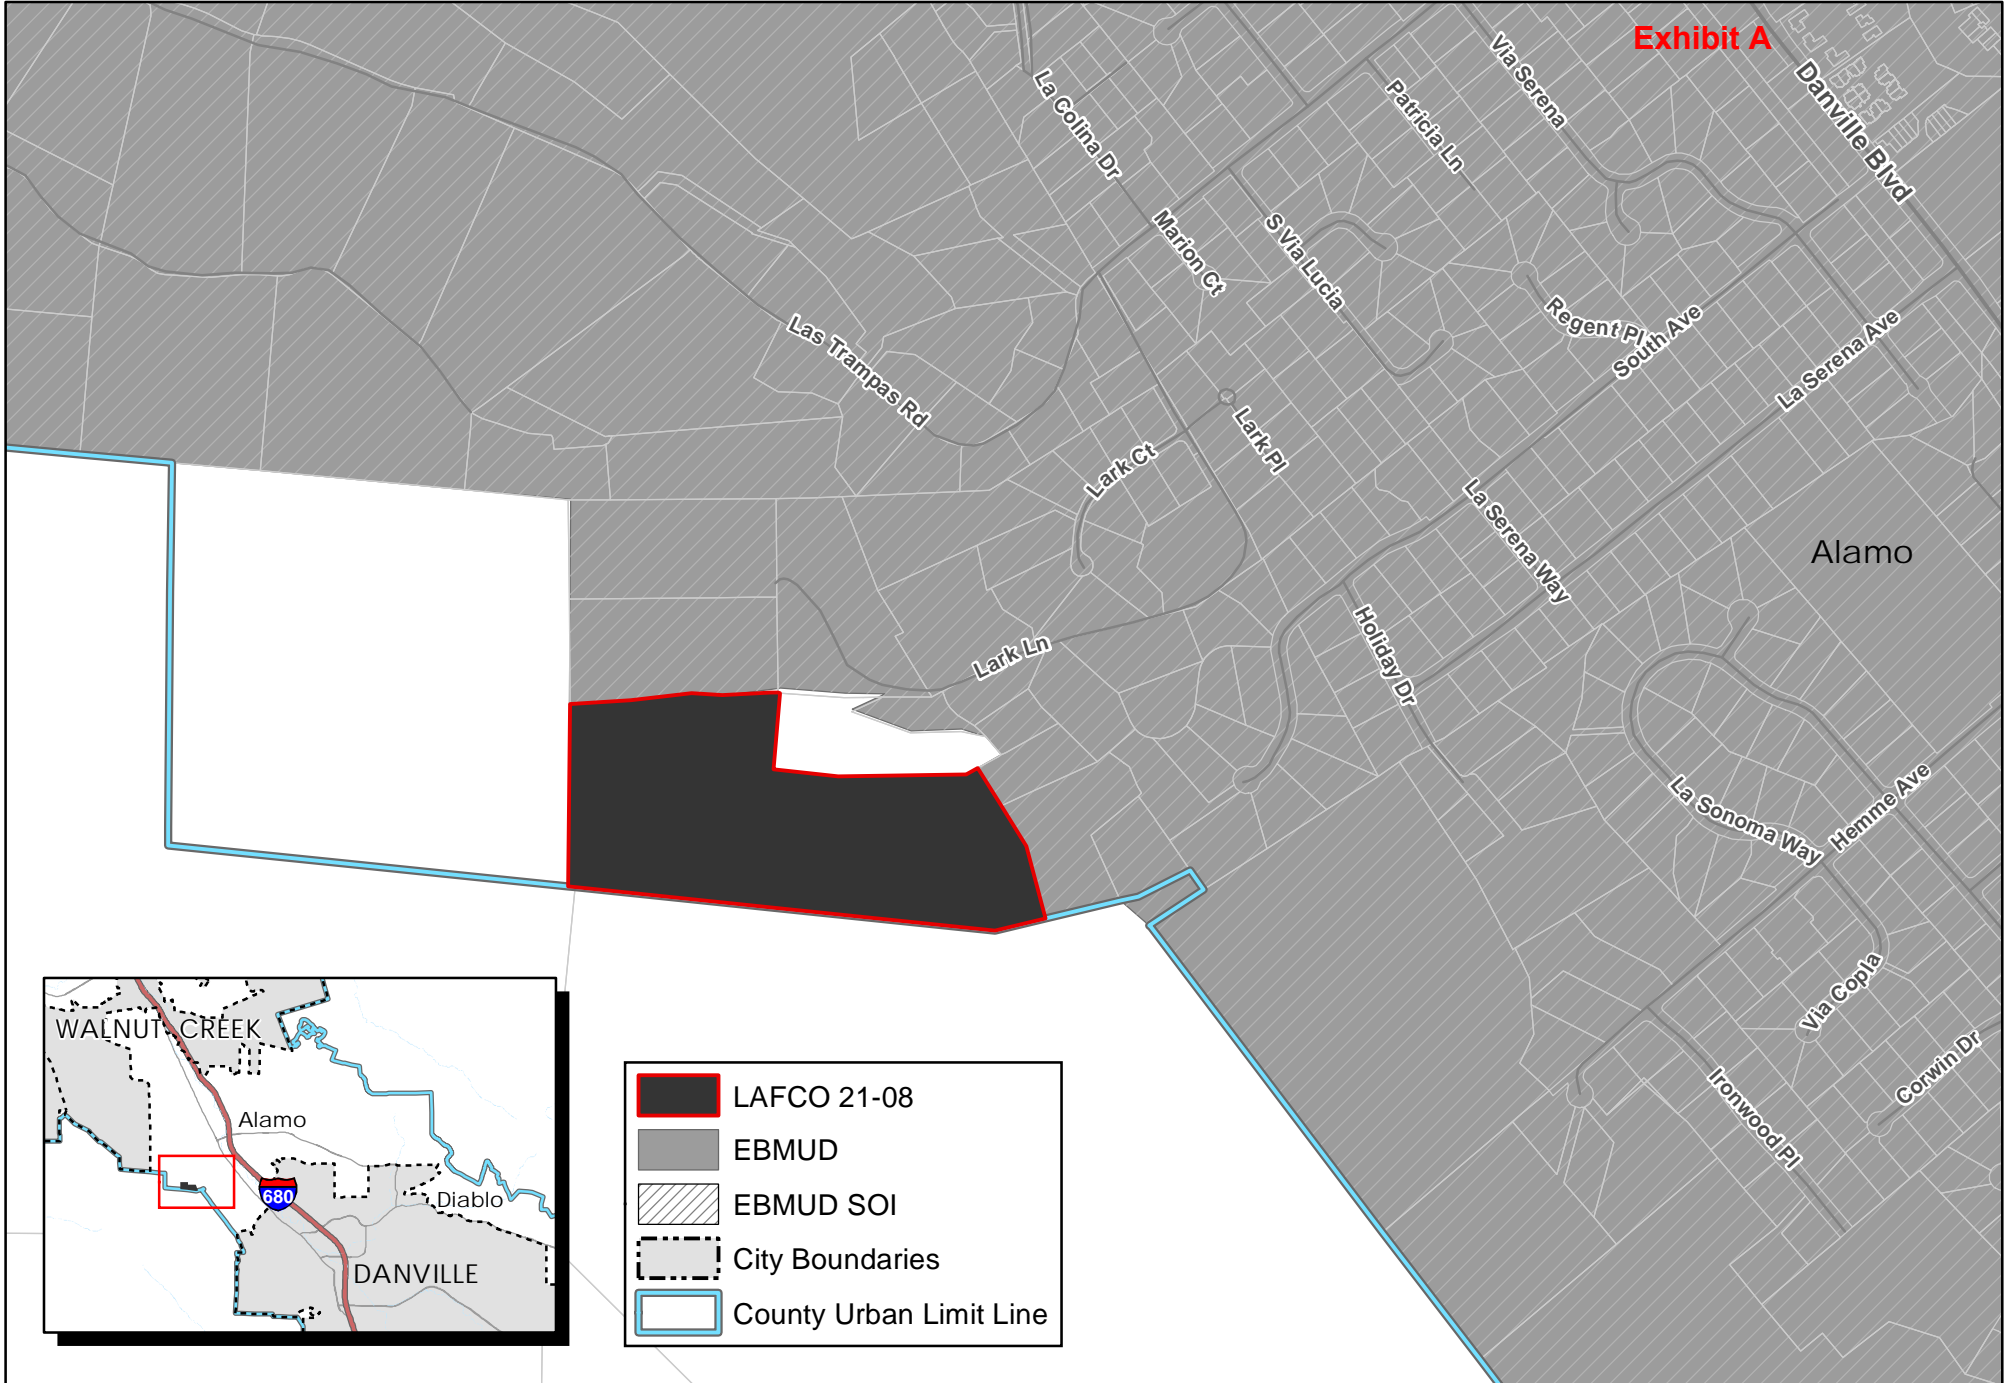 Exhibit A
Via Serena
Danville Blvd
La Colina Dr
Patricia Ln
Marion Ct
S Via Lucia
Regent Pl
South Ave
La Serena Ave
Las Trampas Rd
Lark Pl
Lark Ct
La Serena Way
Alamo
Holiday Dr
Lark Ln
La Sonoma Way
Hemme Ave
Via Copla
Corwin Dr
Ironwood Pl
WALNUT CREEK
Alamo
680
Diablo
DANVILLE
LAFCO 21-08
EBMUD
EBMUD SOI
City Boundaries
County Urban Limit Line